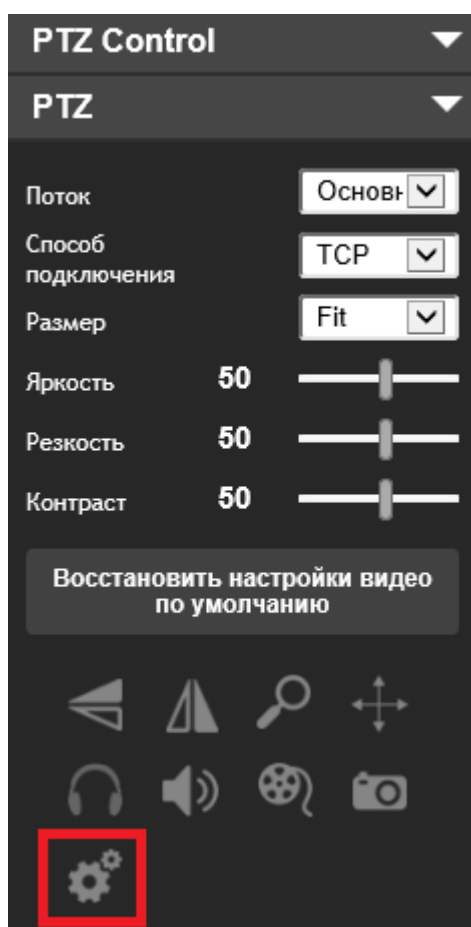 PTZ Control
PTZ
Поток
Основн
Способ
подключения
TCP
Размер
Fit
Яркость 50
Резкость 50
Контраст 50
Восстановить настройки видео
по умолчанию